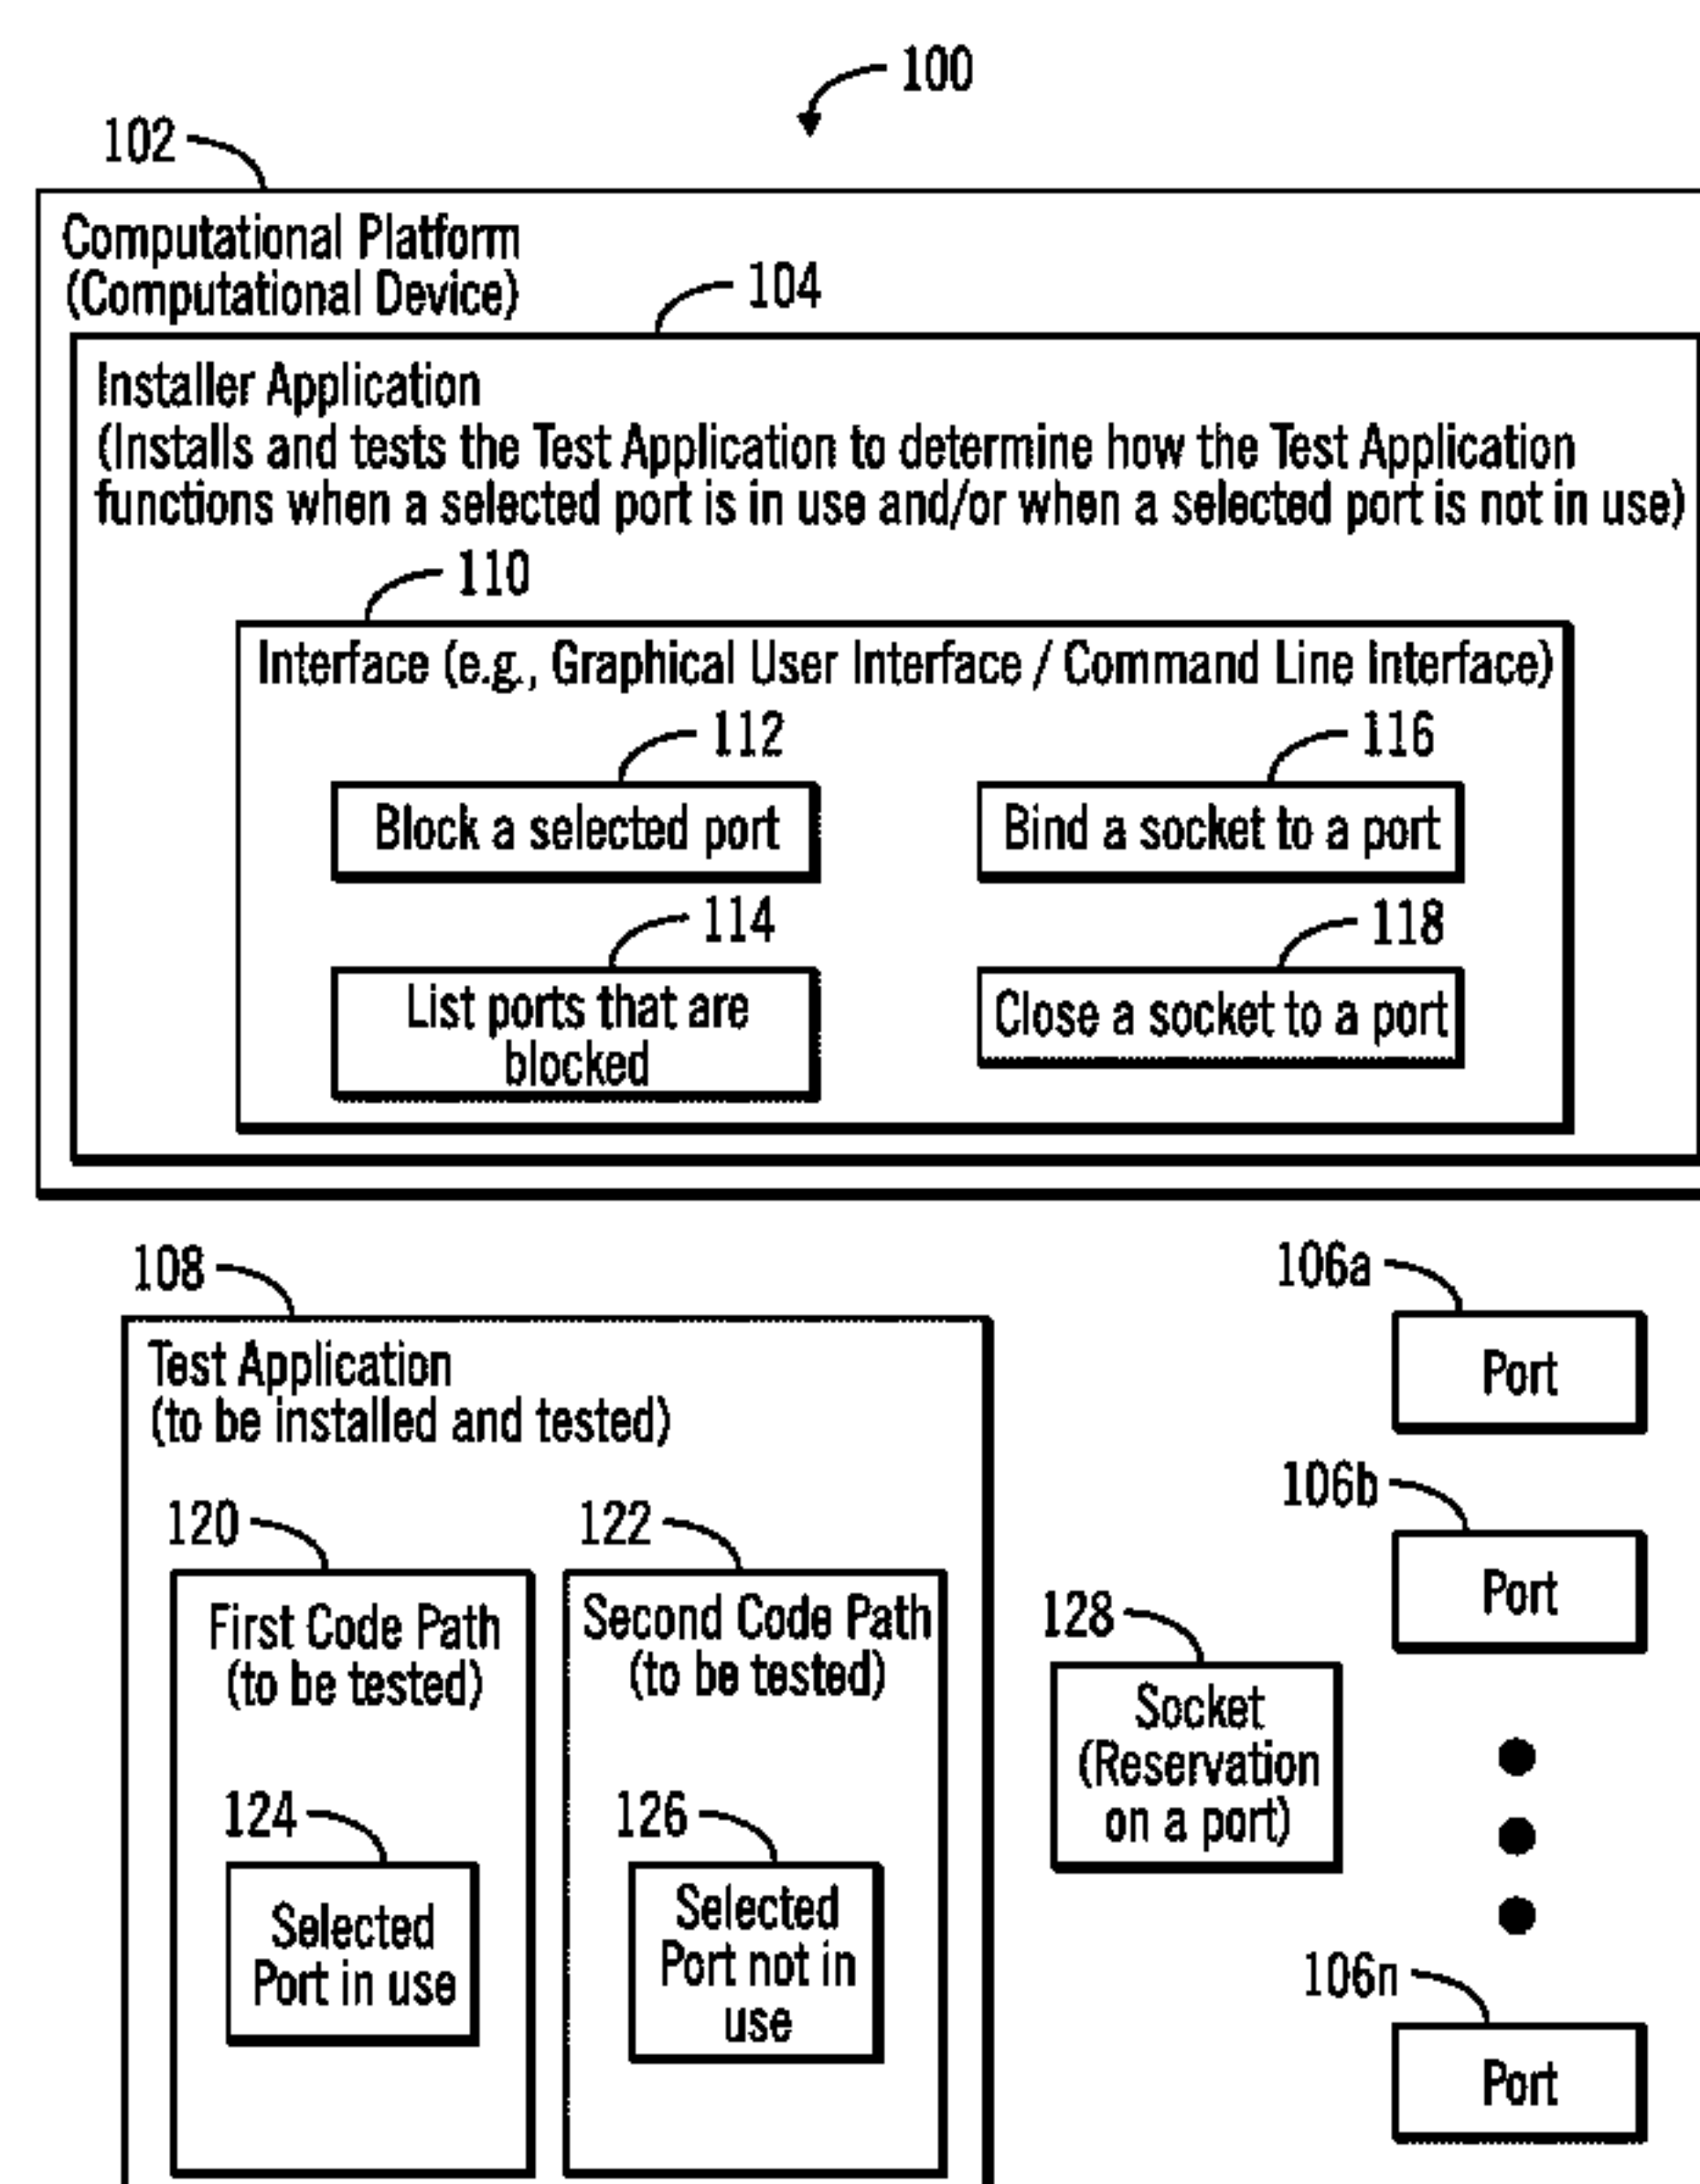 100
102
Computational Platform
(Computational Device)
104
Installer Application
(Installs and tests the Test Application to determine how the Test Application
functions when a selected port is in use and/or when a selected port is not in use)
110
Interface (e.g., Graphical User Interface / Command Line Interface)
112
116
Block a selected port
Bind a socket to a port
114
118
List ports that are
blocked
Close a socket to a port
108
106a
Test Application
(to be installed and tested)
Port
106b
120
122
Port
First Code Path
(to be tested)
Second Code Path
(to be tested)
128
Socket
(Reservation
on a port)
124
126
Selected
Port in use
Selected
Port not in
use
106n
Port